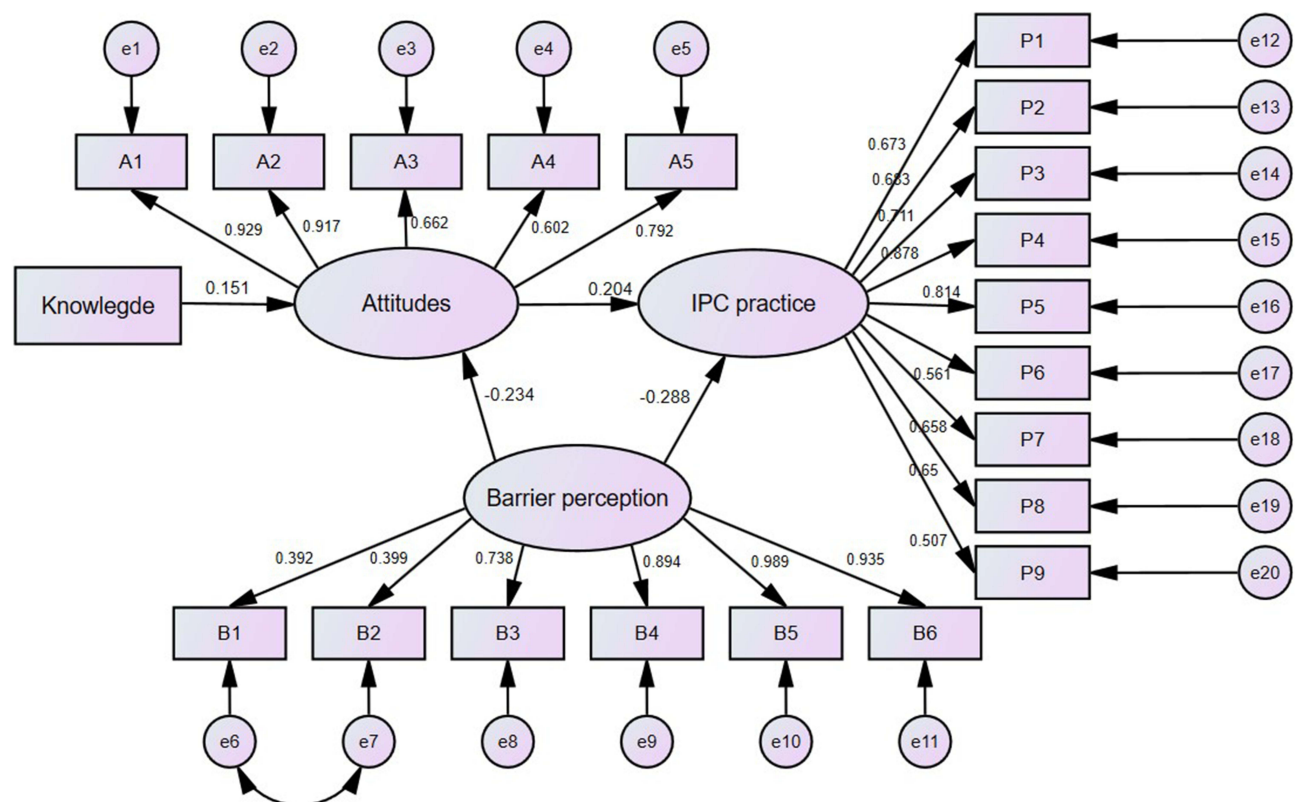 e1
e2
e3
e4
e5
A1
A2
A3
A4
A5
0.929
0.917
0.662
0.602
0.792
Knowlegde
0.151
Attitudes
0.204
IPC practice
-0.234
-0.288
Barrier perception
0.392
0.399
0.738
0.894
0.989
0.935
B1
B2
B3
B4
B5
B6
e6
e7
e8
e9
e10
e11
0.673
0.683
0.711
0.878
0.814
0.561
0.658
0.65
0.507
P1
e12
P2
e13
P3
e14
P4
e15
P5
e16
P6
e17
P7
e18
P8
e19
P9
e20